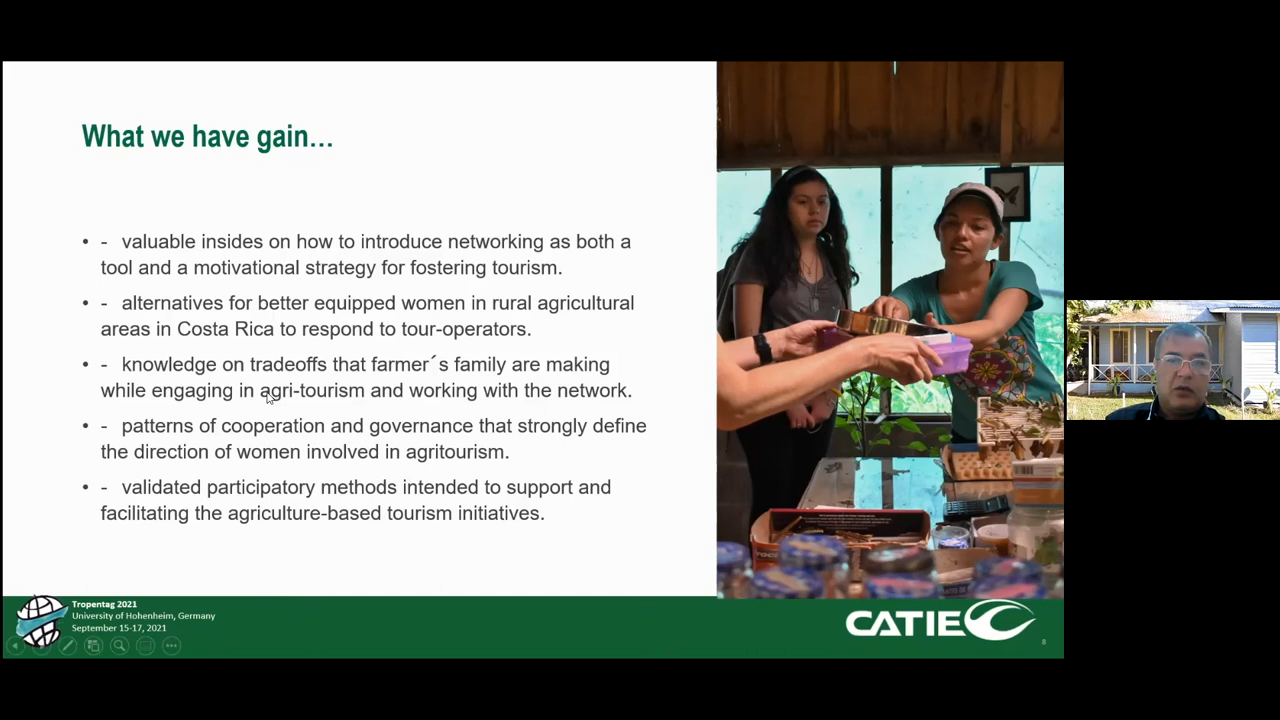 What we have gain…
• - valuable insides on how to introduce networking as both a
tool and a motivational strategy for fostering tourism.
• - alternatives for better equipped women in rural agricultural
areas in Costa Rica to respond to tour-operators.
• - knowledge on tradeoffs that farmer´s family are making
while engaging in agri-tourism and working with the network.
• - patterns of cooperation and governance that strongly define
the direction of women involved in agritourism.
• - validated participatory methods intended to support and
facilitating the agriculture-based tourism initiatives.
Tropentag 2021
University of Hohenheim, Germany
September 15-17, 2021
CATIE
8